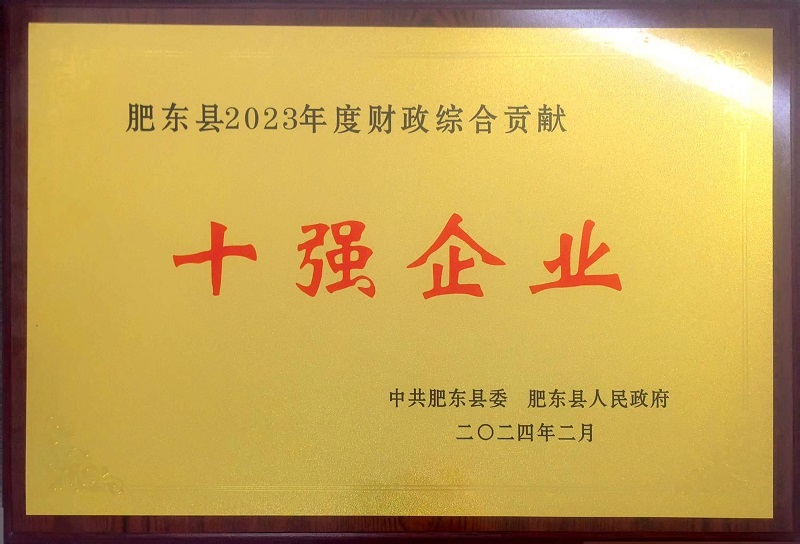 肥东县2023年度财政综合贡献
十强企业
中共肥东县委 肥东县人民政府
二〇二四年二月